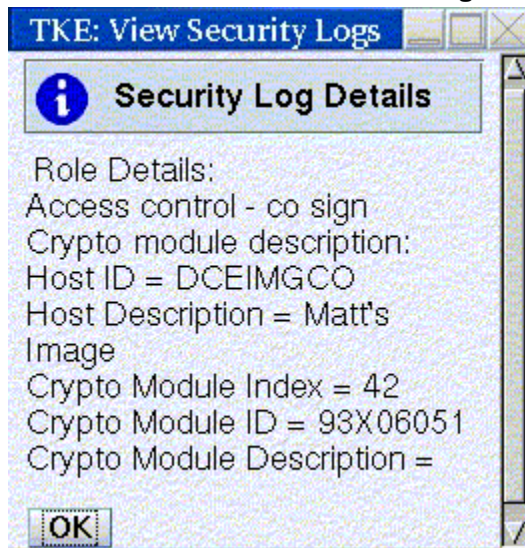 TKE: View Security Logs
Security Log Details
Role Details:
Access control - co sign
Crypto module description:
Host ID = DCEIMGCO
Host Description = Matt's
Image
Crypto Module Index = 42
Crypto Module ID = 93X06051
Crypto Module Description =
OK